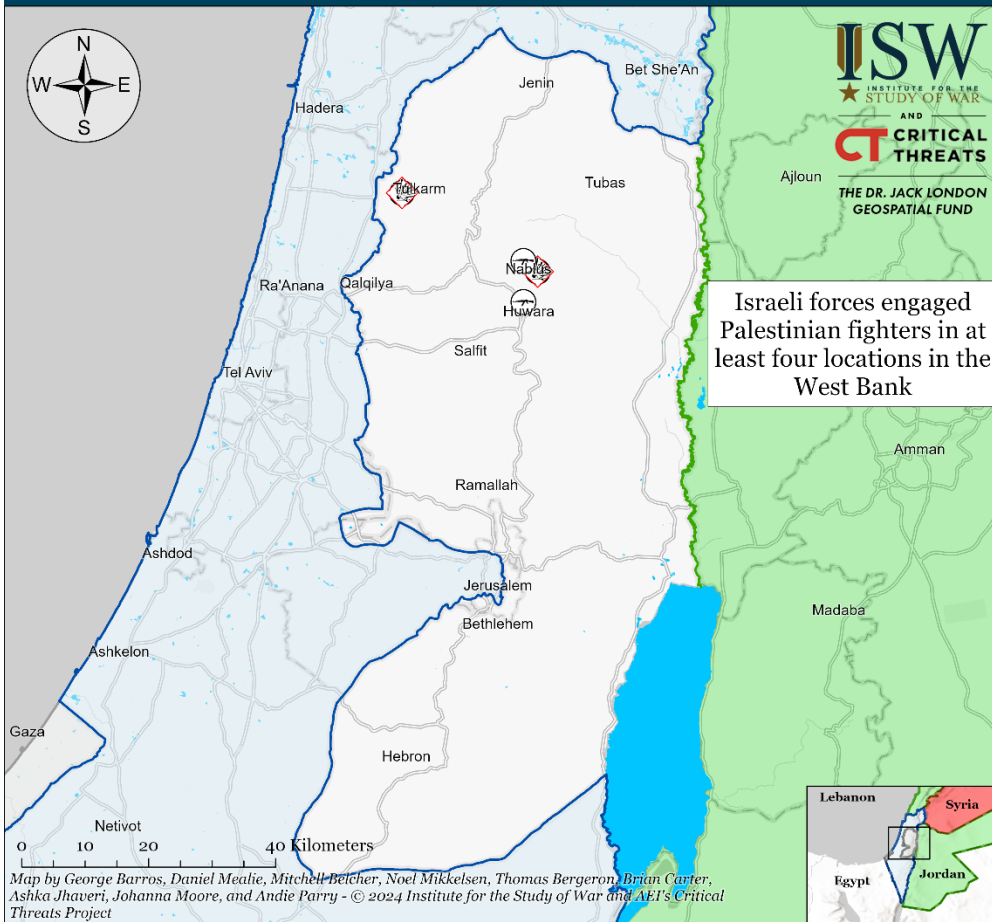 N
W
E
S
Jenin
Bet She'An
Hadera
ISW
INSTITUTE FOR THE
STUDY OF WAR
AND
CT CRITICAL
THREATS
THE DR. JACK LONDON
GEOSPATIAL FUND
Ajloun
Tulkarm
Tubas
Nablus
Ra'Anana
Qalqilya
Huwara
Israeli forces engaged
Palestinian fighters in at
least four locations in the
West Bank
Salfit
Tel Aviv
Amman
Ramallah
Ashdod
Jerusalem
Madaba
Bethlehem
Ashkelon
Gaza
Hebron
Netivot
0 20 40 Kilometers
Lebanon
Syria
Egypt
Jordan
Map by George Barros, Daniel Mealie, Mitchell Belcher, Noel Mikkelsen, Thomas Bergeron, Brian Carter,
Ashka Jhaveri, Johanna Moore, and Andie Parry - © 2024 Institute for the Study of War and AEI's Critical
Threats Project